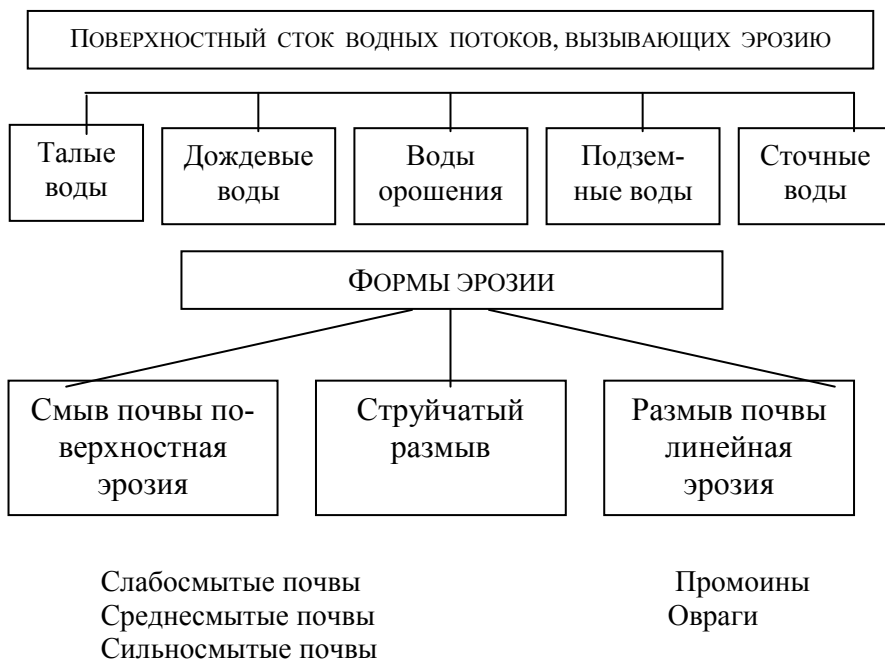 ПОВЕРХНОСТНЫЙ СТОК ВОДНЫХ ПОТОКОВ, ВЫЗЫВАЮЩИХ ЭРОЗИЮ
Талые
воды
Дождевые
воды
Воды
орошения
Подзем-
ные воды
Сточные
воды
ФОРМЫ ЭРОЗИИ
Смыв почвы по-
верхностная
эрозия
Струйчатый
размыв
Размыв почвы
линейная
эрозия
Слабосмытые почвы
Среднесмытые почвы
Сильносмытые почвы
Промоины
Овраги